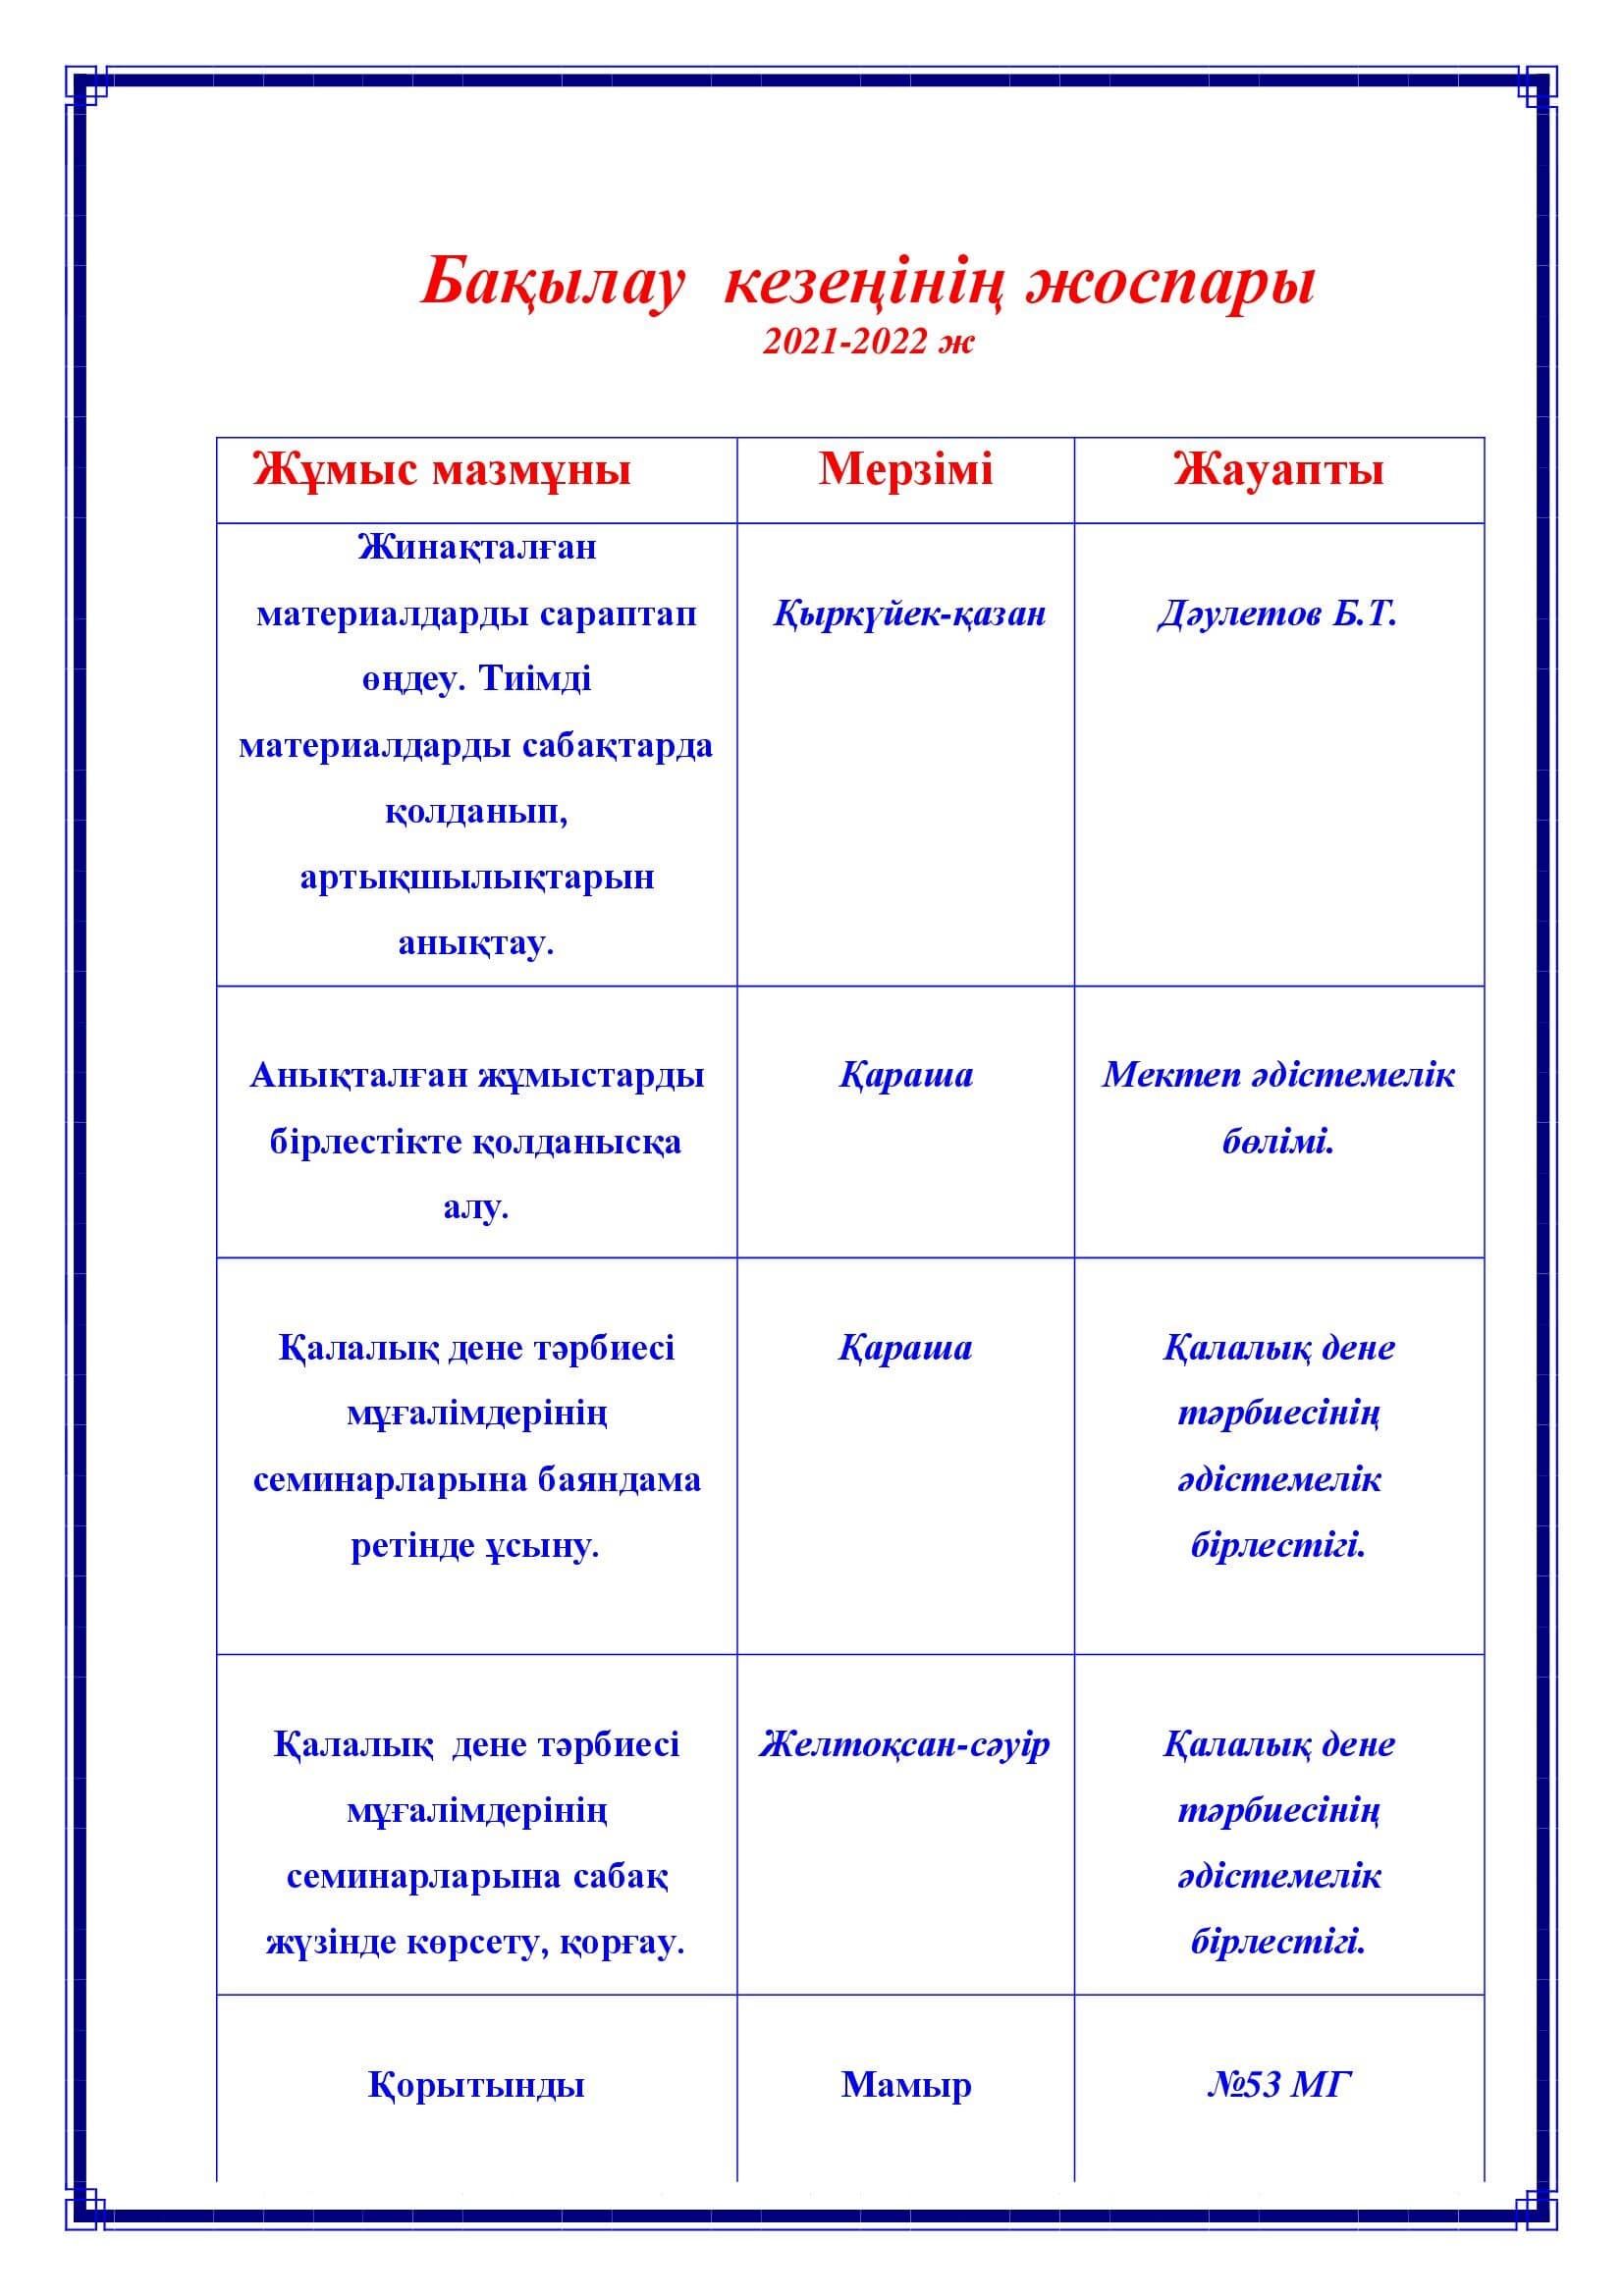 Бақылау кезеңінің жоспары
2021-2022 ж
Жұмыс мазмұны
Мерзімі
Жауапты
Жинақталған
материалдарды сараптап
өңдеу. Тиімді
материалдарды сабақтарда
қолданып,
артықшылықтарын
анықтау.
Қыркүйек-қазан
Дәулетов Б.Т.
Анықталған жұмыстарды
бірлестікте қолданысқа
алу.
Қараша
Мектеп әдістемелік
бөлімі.
Қалалық дене тәрбиесі
мұғалімдерінің
семинарларына баяндама
ретінде ұсыну.
Қараша
Қалалық дене
тәрбиесінің
әдістемелік
бірлестігі.
Қалалық дене тәрбиесі
мұғалімдерінің
семинарларына сабақ
жүзінде көрсету, қорғау.
Желтоқсан-сәуір
Қалалық дене
тәрбиесінің
әдістемелік
бірлестігі.
Қорытынды
Мамыр
№53 МГ